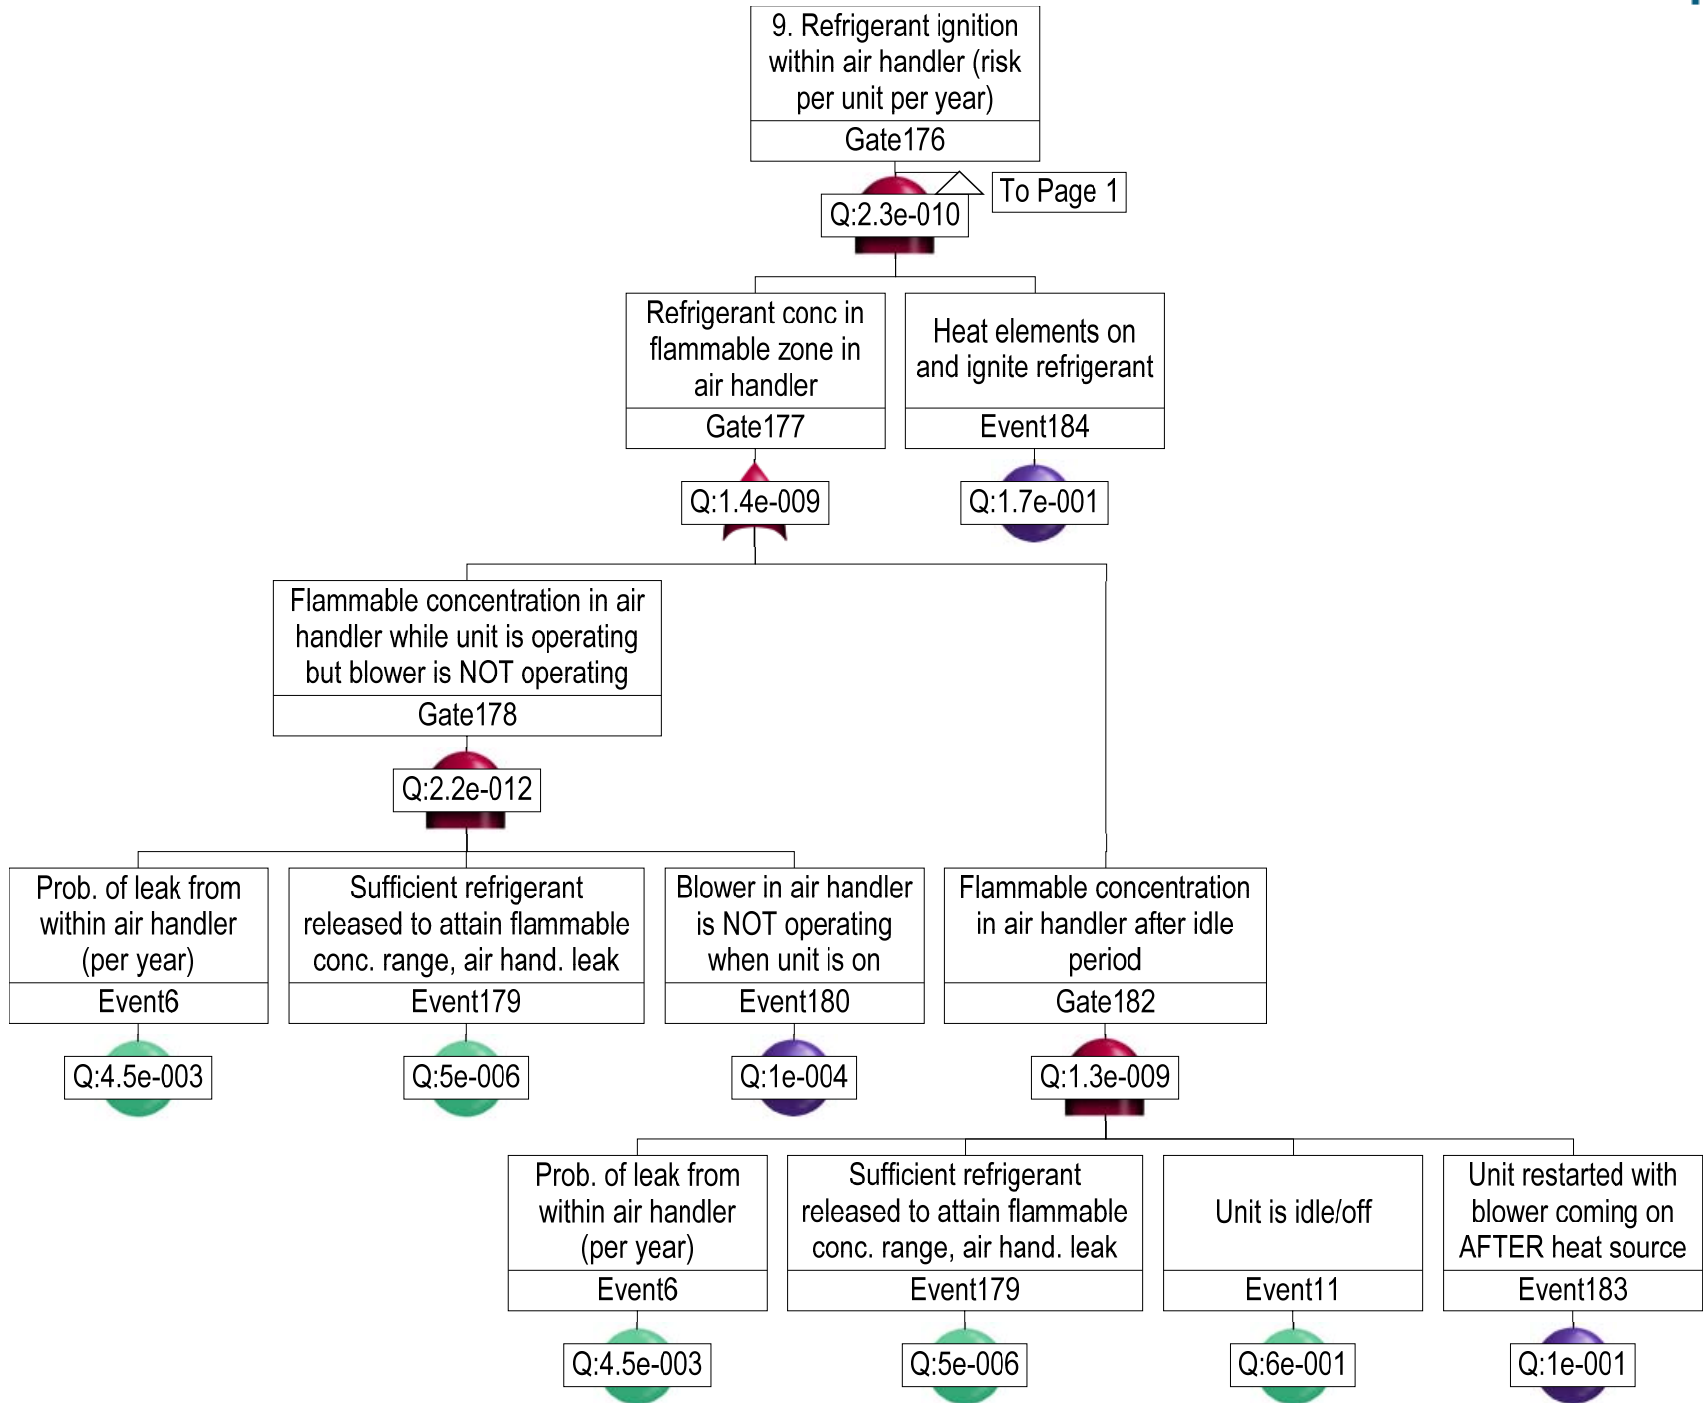 9. Refrigerant ignition
within air handler (risk
per unit per year)
Gate176
To Page 1
Q:2.3e-010
Refrigerant conc in
flammable zone in
air handler
Gate177
Q:1.4e-009
Heat elements on
and ignite refrigerant
Event184
Q:1.7e-001
Flammable concentration in air
handler while unit is operating
but blower is NOT operating
Gate178
Q:2.2e-012
Prob. of leak from
within air handler
(per year)
Event6
Q:4.5e-003
Sufficient refrigerant
released to attain flammable
conc. range, air hand. leak
Event179
Q:5e-006
Blower in air handler
is NOT operating
when unit is on
Event180
Q:1e-004
Flammable concentration
in air handler after idle
period
Gate182
Q:1.3e-009
Prob. of leak from
within air handler
(per year)
Event6
Q:4.5e-003
Sufficient refrigerant
released to attain flammable
conc. range, air hand. leak
Event179
Q:5e-006
Unit is idle/off
Event11
Q:6e-001
Unit restarted with
blower coming on
AFTER heat source
Event183
Q:1e-001